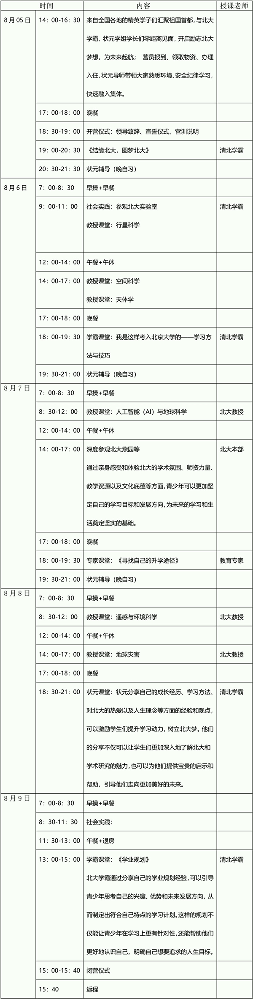 时间 内容 授课老师
8月05日 14：00-16：30 来自全国各地的精英学子们汇聚祖国首都，与北大
学霸、状元学姐学长们零距离见面，开启励志北大
梦想，为未来起航； 营员报到、领取物资、办理
入住，状元导师带领大家熟悉环境、安全纪律学习，
快速融入集体。
17：00-18：00 晚餐
18：30-19：00 开营仪式：领导致辞、宣誓仪式、营训说明
19：00-20：30 《结缘北大，圆梦北大》 清北学霸
20：30-21：30 状元辅导（晚自习）
8月6日 7：00-8：30 早操+早餐
9：00-11：00 社会实践：参观北大实验室 清北学霸
教授课堂：行星科学
12：00-14：00 午餐+午休
14：00-17：00 教授课堂：空间科学
教授课堂：天体学
17：00-18：00 晚餐
18：00-19：30 学霸课堂：我是这样考入北京大学的——学习方 清北学霸
法与技巧
19：30-21：00 状元辅导（晚自习）
8月7日 7：00-8：30 早操+早餐
8：30-12：00 教授课堂：人工智能（AI）与地球科学 北大教授
12：00-14：00 午餐+午休
14：00-17：00 深度参观北大燕园等 北大本部
通过亲身感受和体验北大的学术氛围、师资力量、
教学资源以及文化底蕴等方面，青少年可以更加坚
定自己的学习目标和发展方向，为未来的学习和生
活奠定坚实的基础。
17：00-18：00 晚餐
18：00-19：30 专家课堂：《寻找自己的升学途径》 教育专家
19：30-21：00 状元辅导（晚自习）
8月8日 7：00-8：30 早操+早餐
8：30-12：00 教授课堂：遥感与环境科学 北大教授
12：00-14：00 午餐+午休
14：00-17：00 教授课堂：地球灾害 北大教授
17：00-18：00 晚餐
18：30-21：00 状元课堂：状元分享自己的成长经历、学习方法、 清北学霸
对北大的热爱以及人生理念等方面的经验和观点，
可以激励学生们提升学习动力，树立北大梦。他们
的分享不仅可以让学生们更加深入地了解北大和
学术研究的魅力，也可以为他们提供宝贵的启示和
帮助，引导他们走向更加美好的未来。
8月9日 7：00-8：30 早操+早餐
8：30-11：30 社会实践：
11：30-13：00 午餐+退房
13：00-15：00 学霸课堂：《学业规划》 清北学霸
北大学霸通过分享自己的学业规划经验，可以引导
青少年思考自己的兴趣、优势和未来发展方向，从
而制定出符合自己特点的学习计划。这样的规划不
仅能让青少年在学习上更有针对性，还能帮助他们
更好地认识自己，明确自己想要追求的人生目标。
15：00-15：40 闭营仪式
15：40 返程